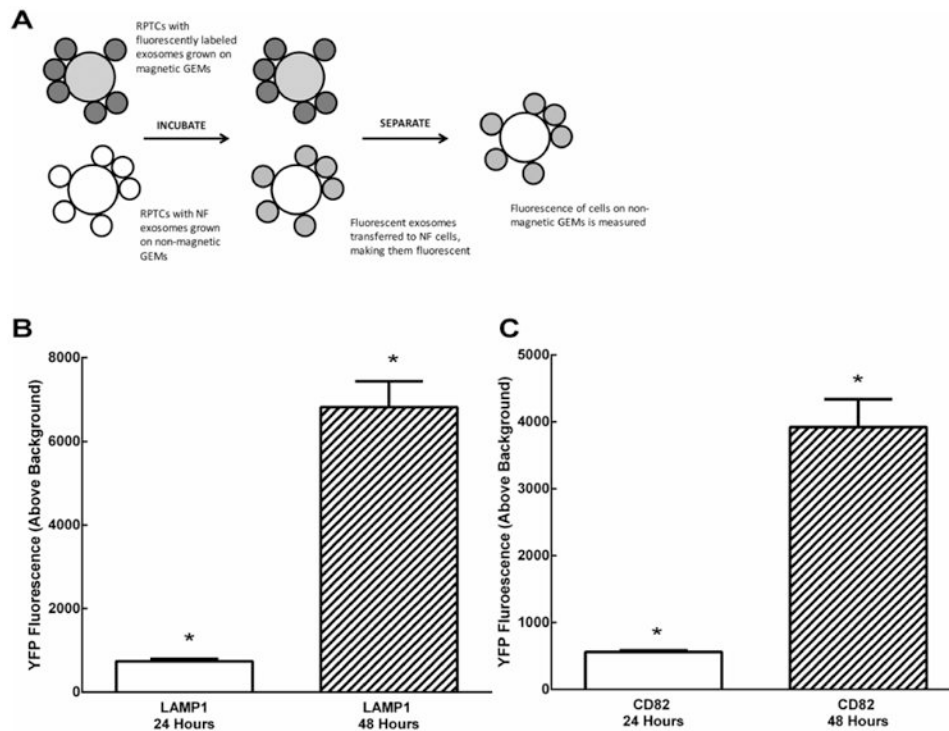 A
RPTCs with
fluorescently labeled
exosomes grown on
magnetic GEMs
INCUBATE
SEPARATE
RPTCs with NF
exosomes grown
on non-magnetic
GEMs
Fluorescent exosomes
transferred to NF cells,
making them fluorescent
Fluorescence of cells on non-
magnetic GEMs is measured
B
YFP Fluorescence (Above Background)
8000
6000
4000
2000
0
*
*
LAMP1
24 Hours
LAMP1
48 Hours
C
YFP Fluroescence (Above Background)
5000
4000
3000
2000
1000
0
*
*
CD82
24 Hours
CD82
48 Hours